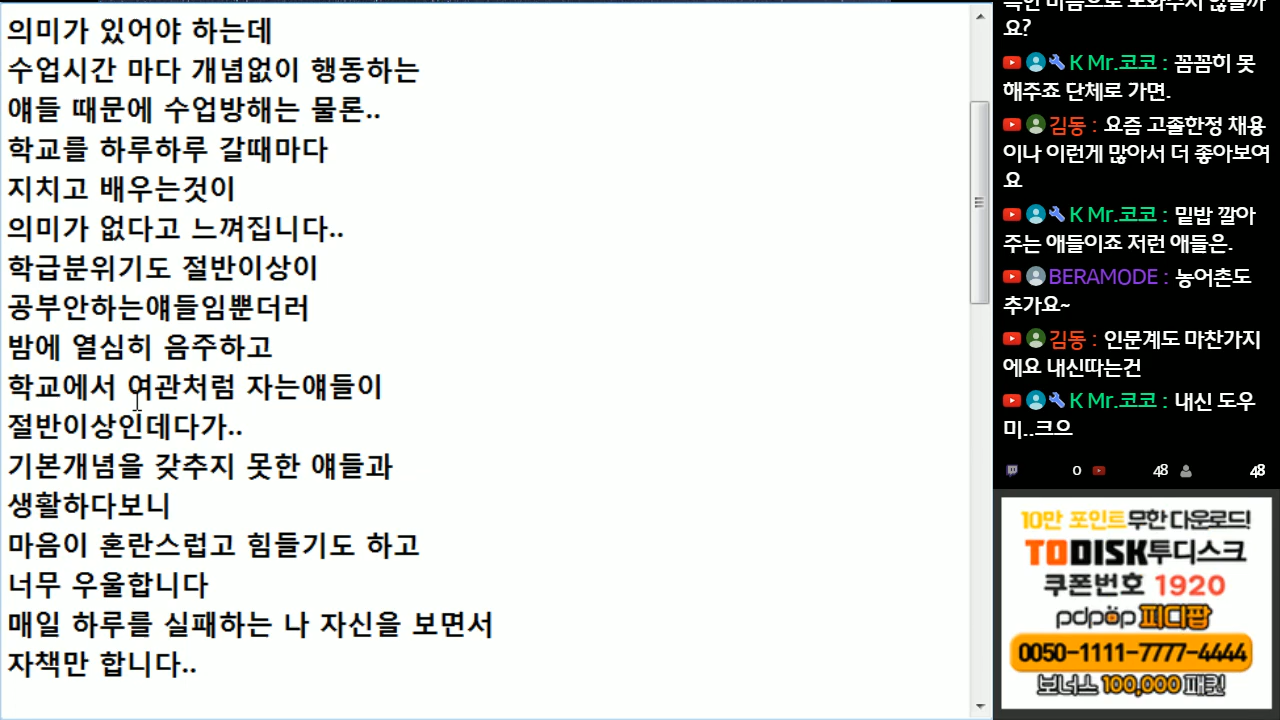 의미가 있어야 하는데
수업시간 마다 개념없이 행동하는
얘들 때문에 수업방해는 물론..
학교를 하루하루 갈때마다
지치고 배우는것이
의미가 없다고 느껴집니다..
학급분위기도 절반이상이
공부안하는얘들임뿐더러
밤에 열심히 음주하고
학교에서 여관처럼 자는얘들이
절반이상인데다가..
기본개념을 갖추지 못한 얘들과
생활하다보니
마음이 혼란스럽고 힘들기도 하고
너무 우울합니다
매일 하루를 실패하는 나 자신을 보면서
자책만 합니다..
요?
K Mr.코코 : 꼼꼼히 못
해주죠 단체로 가면.
김동 : 요즘 고졸한정 채용
이나 이런게 많아서 더 좋아보여
요
K Mr.코코 : 밑밥 깔아
주는 애들이죠 저런 애들은.
BERAMODE : 농어촌도
추가요~
김동 : 인문계도 마찬가지
에요 내신따는건
K Mr.코코 : 내신 도우
미..크으
0 48 48
10만 포인트 무한 다운로드!
TODISK투디스크
쿠폰번호 1920
pdpop 피디팝
0050-1111-7777-4444
보너스 100,000 패킷